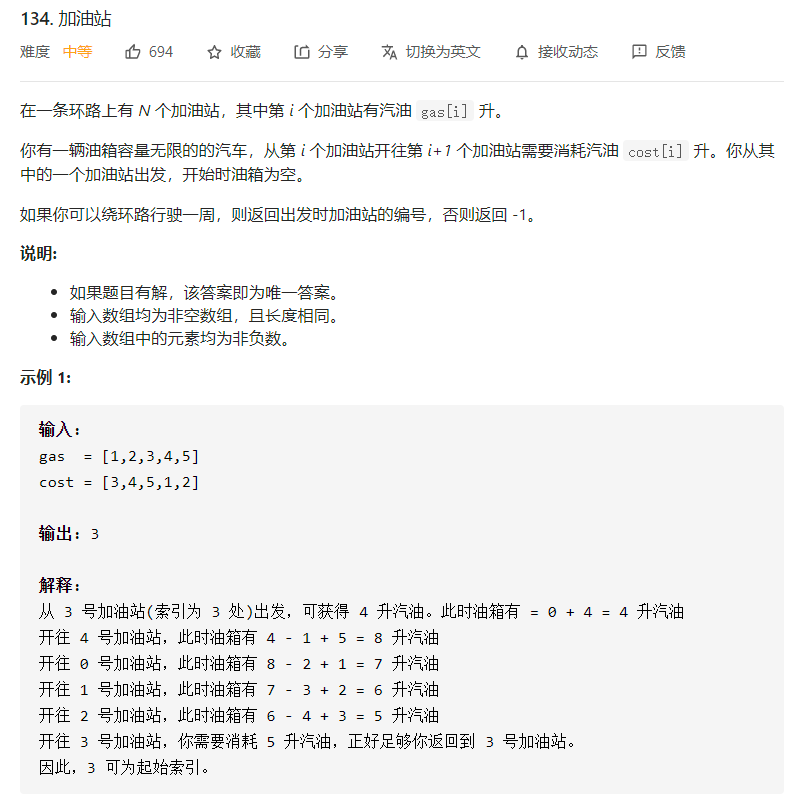 134. 加油站
难度 中等 694 收藏 分享 切换为英文 接收动态 反馈
在一条环路上有 N 个加油站，其中第 i 个加油站有汽油 gas[i] 升。
你有一辆油箱容量无限的的汽车，从第 i 个加油站开往第 i+1 个加油站需要消耗汽油 cost[i] 升。你从其
中的一个加油站出发，开始时油箱为空。
如果你可以绕环路行驶一周，则返回出发时加油站的编号，否则返回 -1。
说明:
• 如果题目有解，该答案即为唯一答案。
• 输入数组均为非空数组，且长度相同。
• 输入数组中的元素均为非负数。
示例 1:
输入:
gas  = [1,2,3,4,5]
cost = [3,4,5,1,2]
输出: 3
解释:
从 3 号加油站(索引为 3 处)出发，可获得 4 升汽油。此时油箱有 = 0 + 4 = 4 升汽油
开往 4 号加油站，此时油箱有 4 - 1 + 5 = 8 升汽油
开往 0 号加油站，此时油箱有 8 - 2 + 1 = 7 升汽油
开往 1 号加油站，此时油箱有 7 - 3 + 2 = 6 升汽油
开往 2 号加油站，此时油箱有 6 - 4 + 3 = 5 升汽油
开往 3 号加油站，你需要消耗 5 升汽油，正好足够你返回到 3 号加油站。
因此，3 可为起始索引。